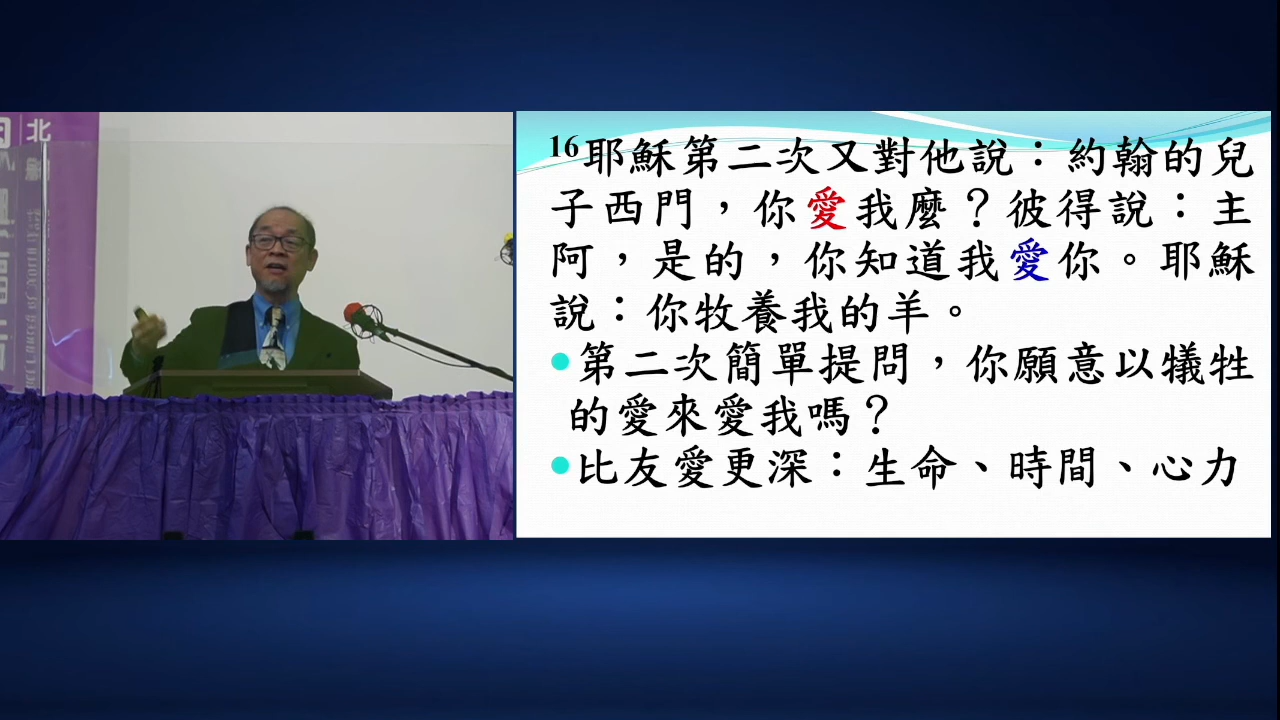 北
16耶穌第二次又對他說：約翰的兒
子西門，你愛我麼？彼得說：主
阿，是的，你知道我愛你。耶穌
說：你牧養我的羊。
第二次簡單提問，你願意以犧牲
的愛來愛我嗎？
比友愛更深：生命、時間、心力